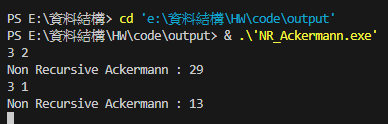 PS E:\資料結構> cd 'e:\資料結構\HW\code\output'
PS E:\資料結構\HW\code\output> & .\'NR_Ackermann.exe'
3 2
Non Recursive Ackermann : 29
3 1
Non Recursive Ackermann : 13